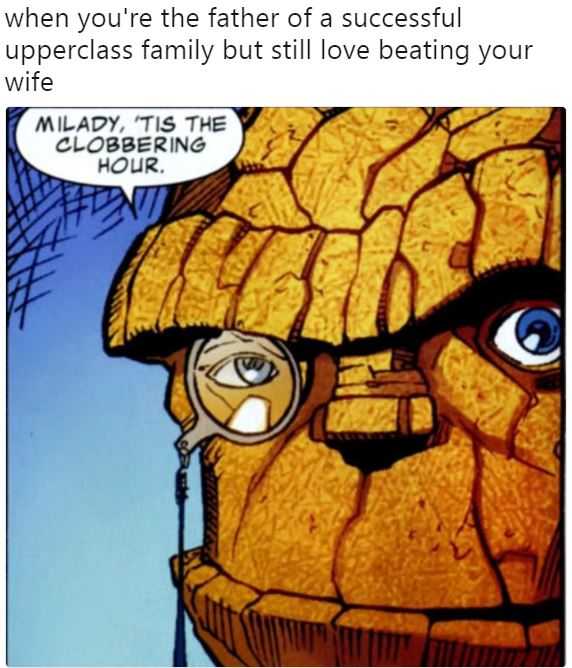 when you're the father of a successful
upperclass family but still love beating your
wife
MILADY, 'TIS THE
CLOBBERING
HOUR.